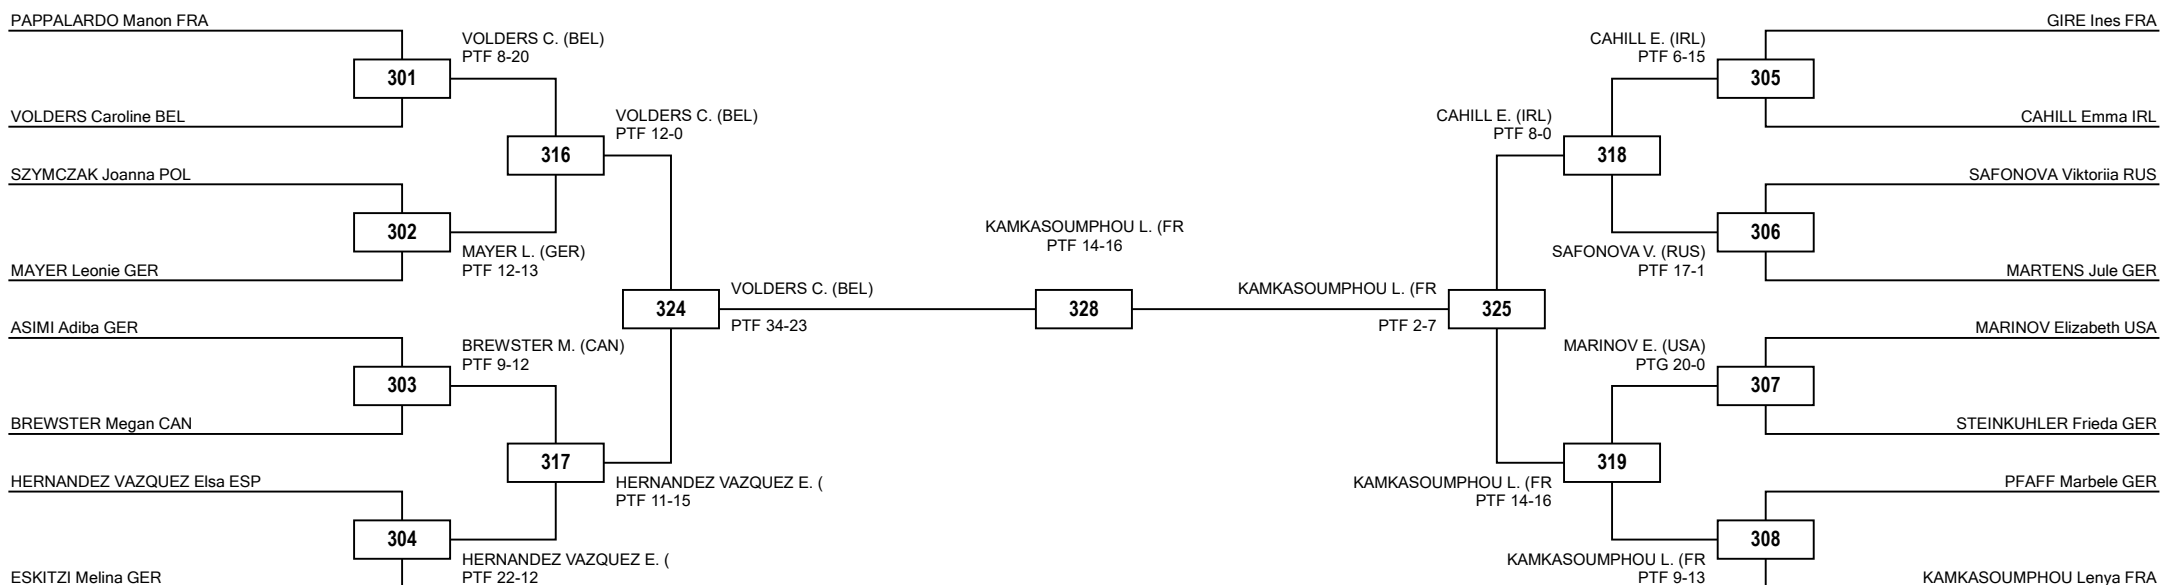 PAPPALARDO Manon FRA
GIRE Ines FRA
VOLDERS C. (BEL)
PTF 8-20
CAHILL E. (IRL)
PTF 6-15
301
305
VOLDERS Caroline BEL
VOLDERS C. (BEL)
PTF 12-0
CAHILL E. (IRL)
PTF 8-0
CAHILL Emma IRL
316
318
SZYMCZAK Joanna POL
SAFONOVA Viktoriia RUS
302
KAMKASOUMPHOU L. (FR
PTF 14-16
306
MAYER Leonie GER
MAYER L. (GER)
PTF 12-13
SAFONOVA V. (RUS)
PTF 17-1
MARTENS Jule GER
324
VOLDERS C. (BEL)
PTF 34-23
328
KAMKASOUMPHOU L. (FR
PTF 2-7
325
ASIMI Adiba GER
MARINOV Elizabeth USA
BREWSTER M. (CAN)
PTF 9-12
MARINOV E. (USA)
PTG 20-0
303
307
BREWSTER Megan CAN
STEINKUHLER Frieda GER
317
319
HERNANDEZ VAZQUEZ Elsa ESP
HERNANDEZ VAZQUEZ E. (
PTF 11-15
KAMKASOUMPHOU L. (FR
PTF 14-16
PFAFF Marbele GER
304
308
HERNANDEZ VAZQUEZ E. (
PTF 22-12
KAMKASOUMPHOU L. (FR
PTF 9-13
ESKITZI Melina GER
KAMKASOUMPHOU Lenya FRA